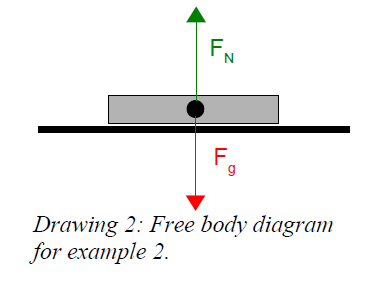 F_N
F_g
Drawing 2: Free body diagram
for example 2.